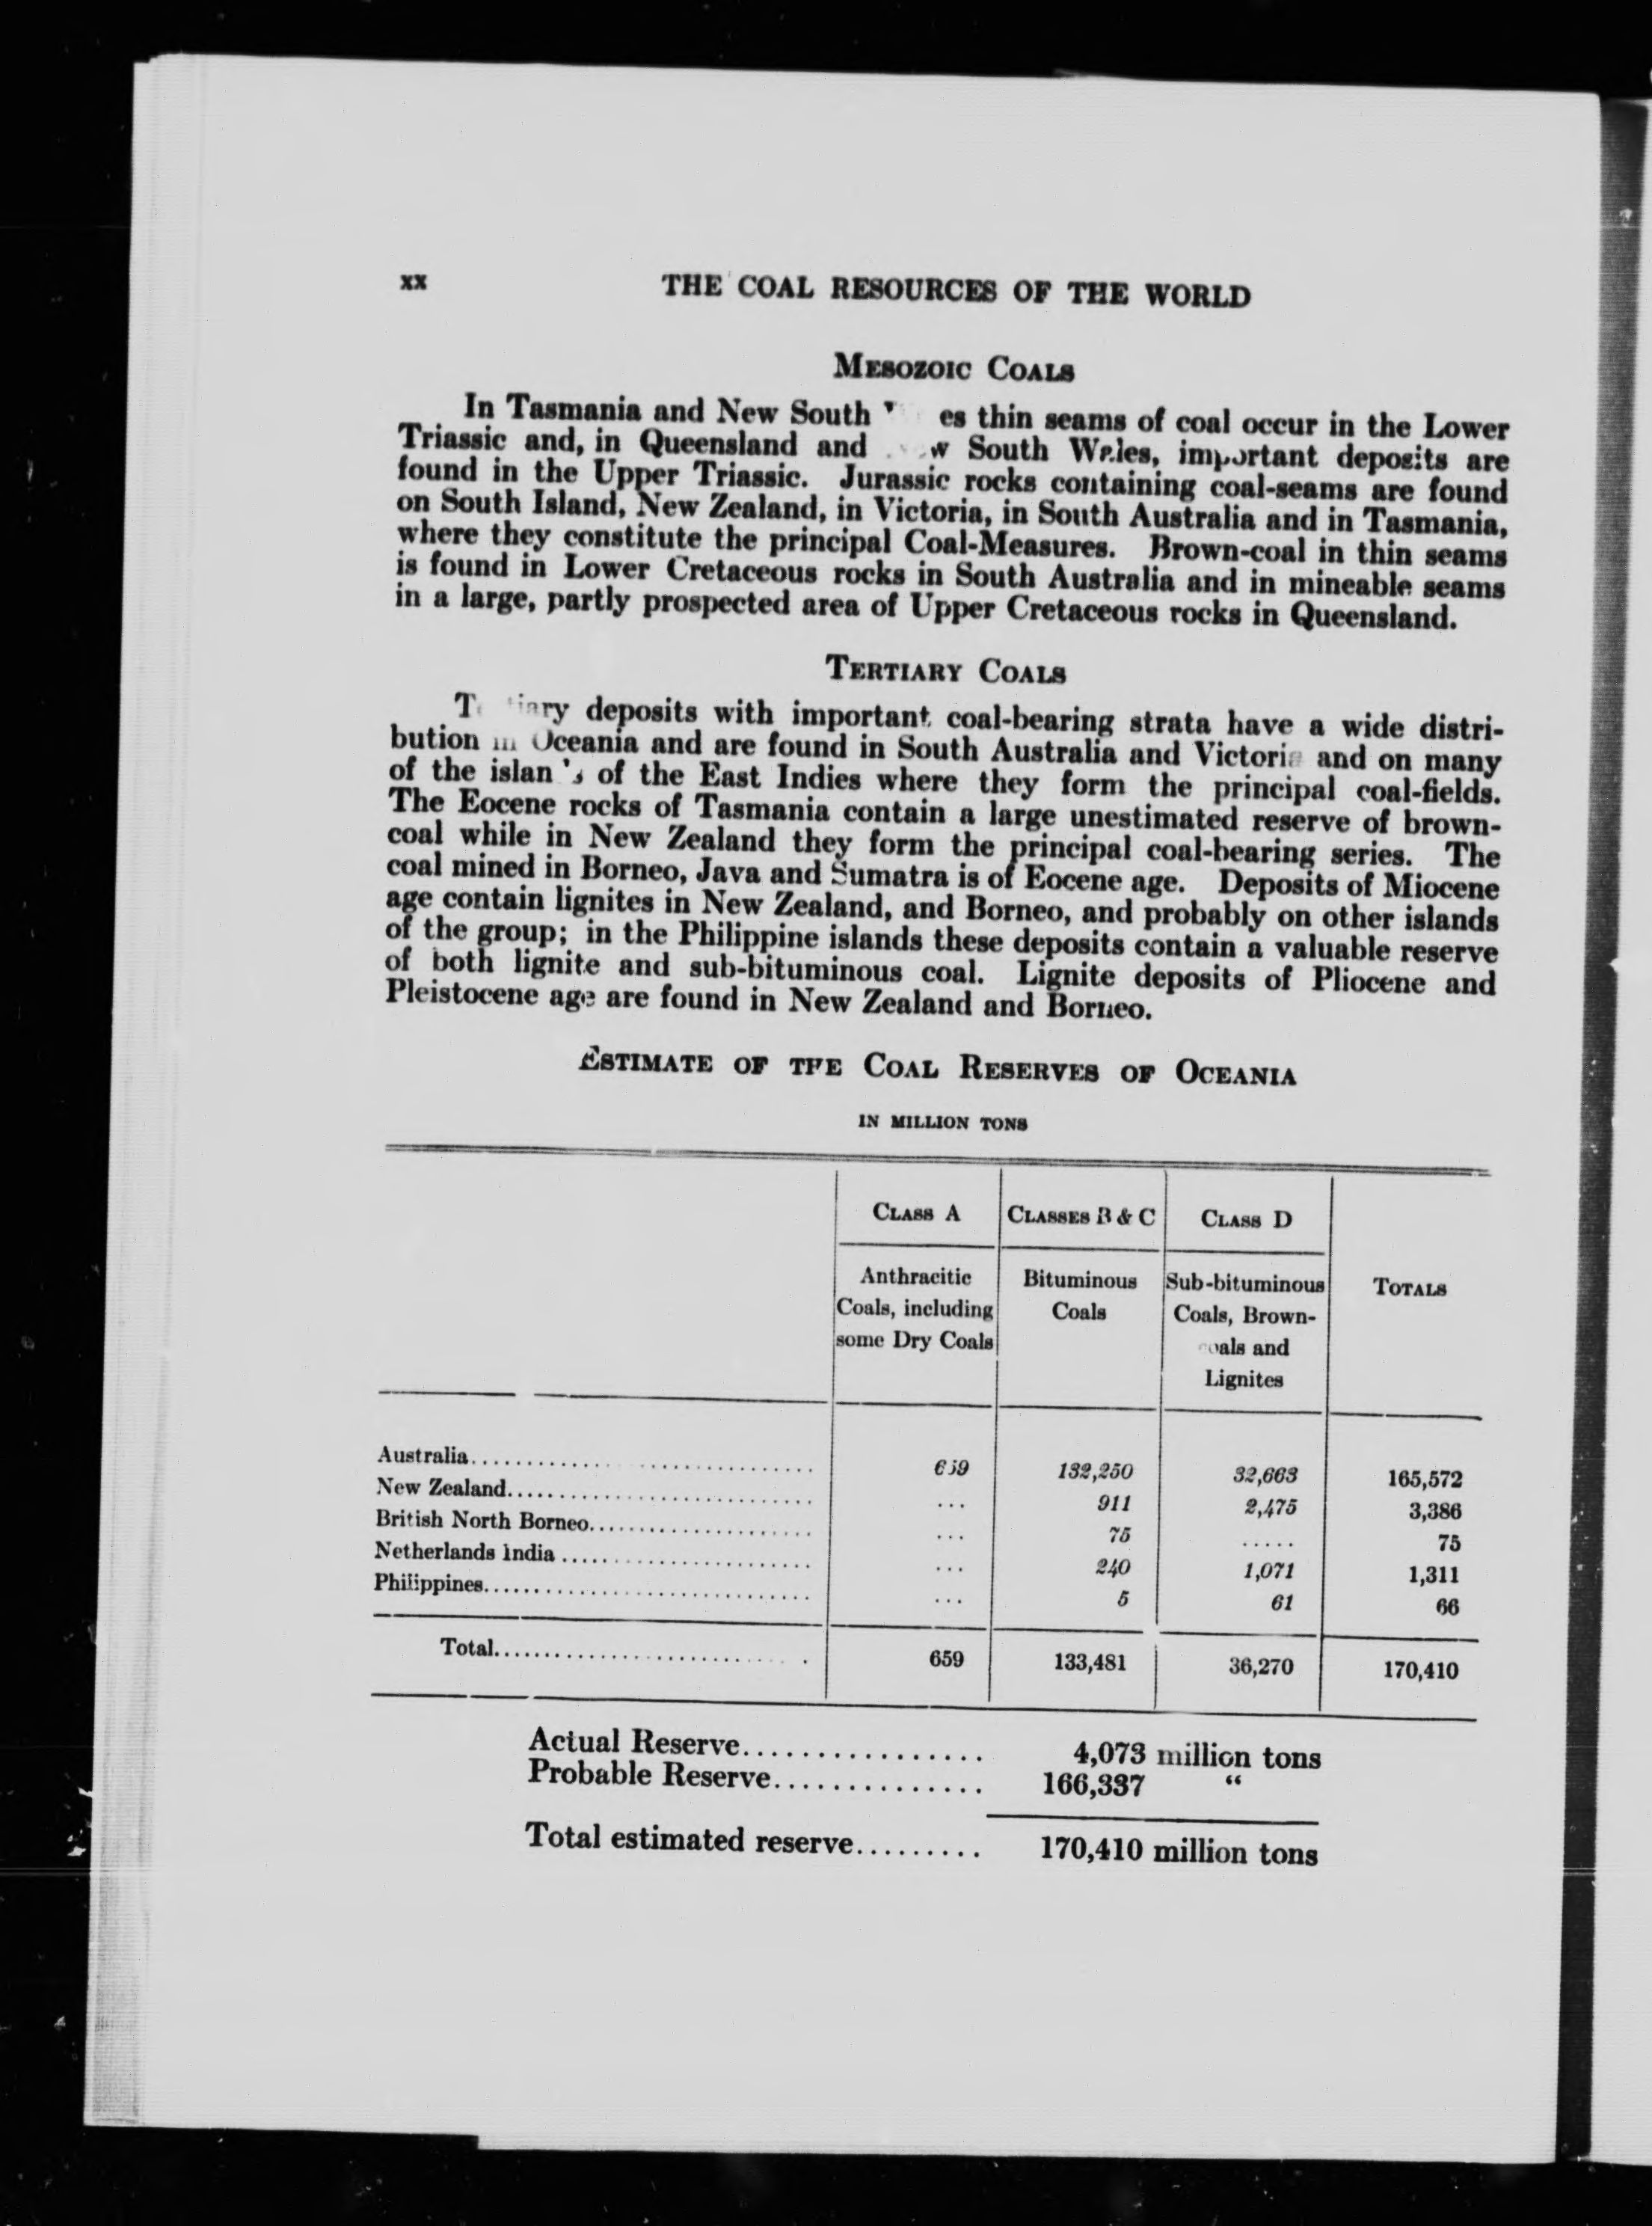 xx THE COAL RESOURCES OF THE WORLD
MESOZOIC COALS
In Tasmania and New South thin seams of coal occur in the Lower
Triassic and, in Queensland and South Wales, important deposits are
found in the Upper Triassic. Jurassic rocks containing coal-seams are found
on South Island, New Zealand, in Victoria, in South Australia and in Tasmania,
where they constitute the principal Coal-Measures. Brown-coal in thin seams
is found in Lower Cretaceous rocks in South Australia and in mineable seams
in a large, partly prospected area of Upper Cretaceous rocks in Queensland.
TERTIARY COALS
deposits with important coal-bearing strata have a wide distri-
bution in Oceania and are found in South Australia and Victoria and on many
of the islands of the East Indies where they form the principal coal-fields.
The Eocene rocks of Tasmania contain a large unestimated reserve of brown-
coal while in New Zealand they form the principal coal-bearing series. The
coal mined in Borneo, Java and Sumatra is of Eocene age. Deposits of Miocene
age contain lignites in New Zealand, and Borneo, and probably on other islands
of the group; in the Philippine islands these deposits contain a valuable reserve
of both lignite and sub-bituminous coal. Lignite deposits of Pliocene and
Pleistocene age are found in New Zealand and Borneo.
ESTIMATE OF THE COAL RESERVES OF OCEANIA
IN MILLION TONS
CLASS A CLASSES B & C CLASS D
Anthracitic Bituminous Sub-bituminous TOTALS
Coals, including Coals Coals, Brown-
some Dry Coals coals and
Lignites
Australia.............................. 659 132,250 32,663 165,572
New Zealand.............................. ... 911 2,475 3,386
British North Borneo...................... ... 75 ..... 75
Netherlands India ........................ ... 240 1,071 1,311
Philippines.............................. ... 5 61 66
Total.............................. 659 133,481 36,270 170,410
Actual Reserve................. 4,073 million tons
Probable Reserve.............. 166,337 “
Total estimated reserve......... 170,410 million tons